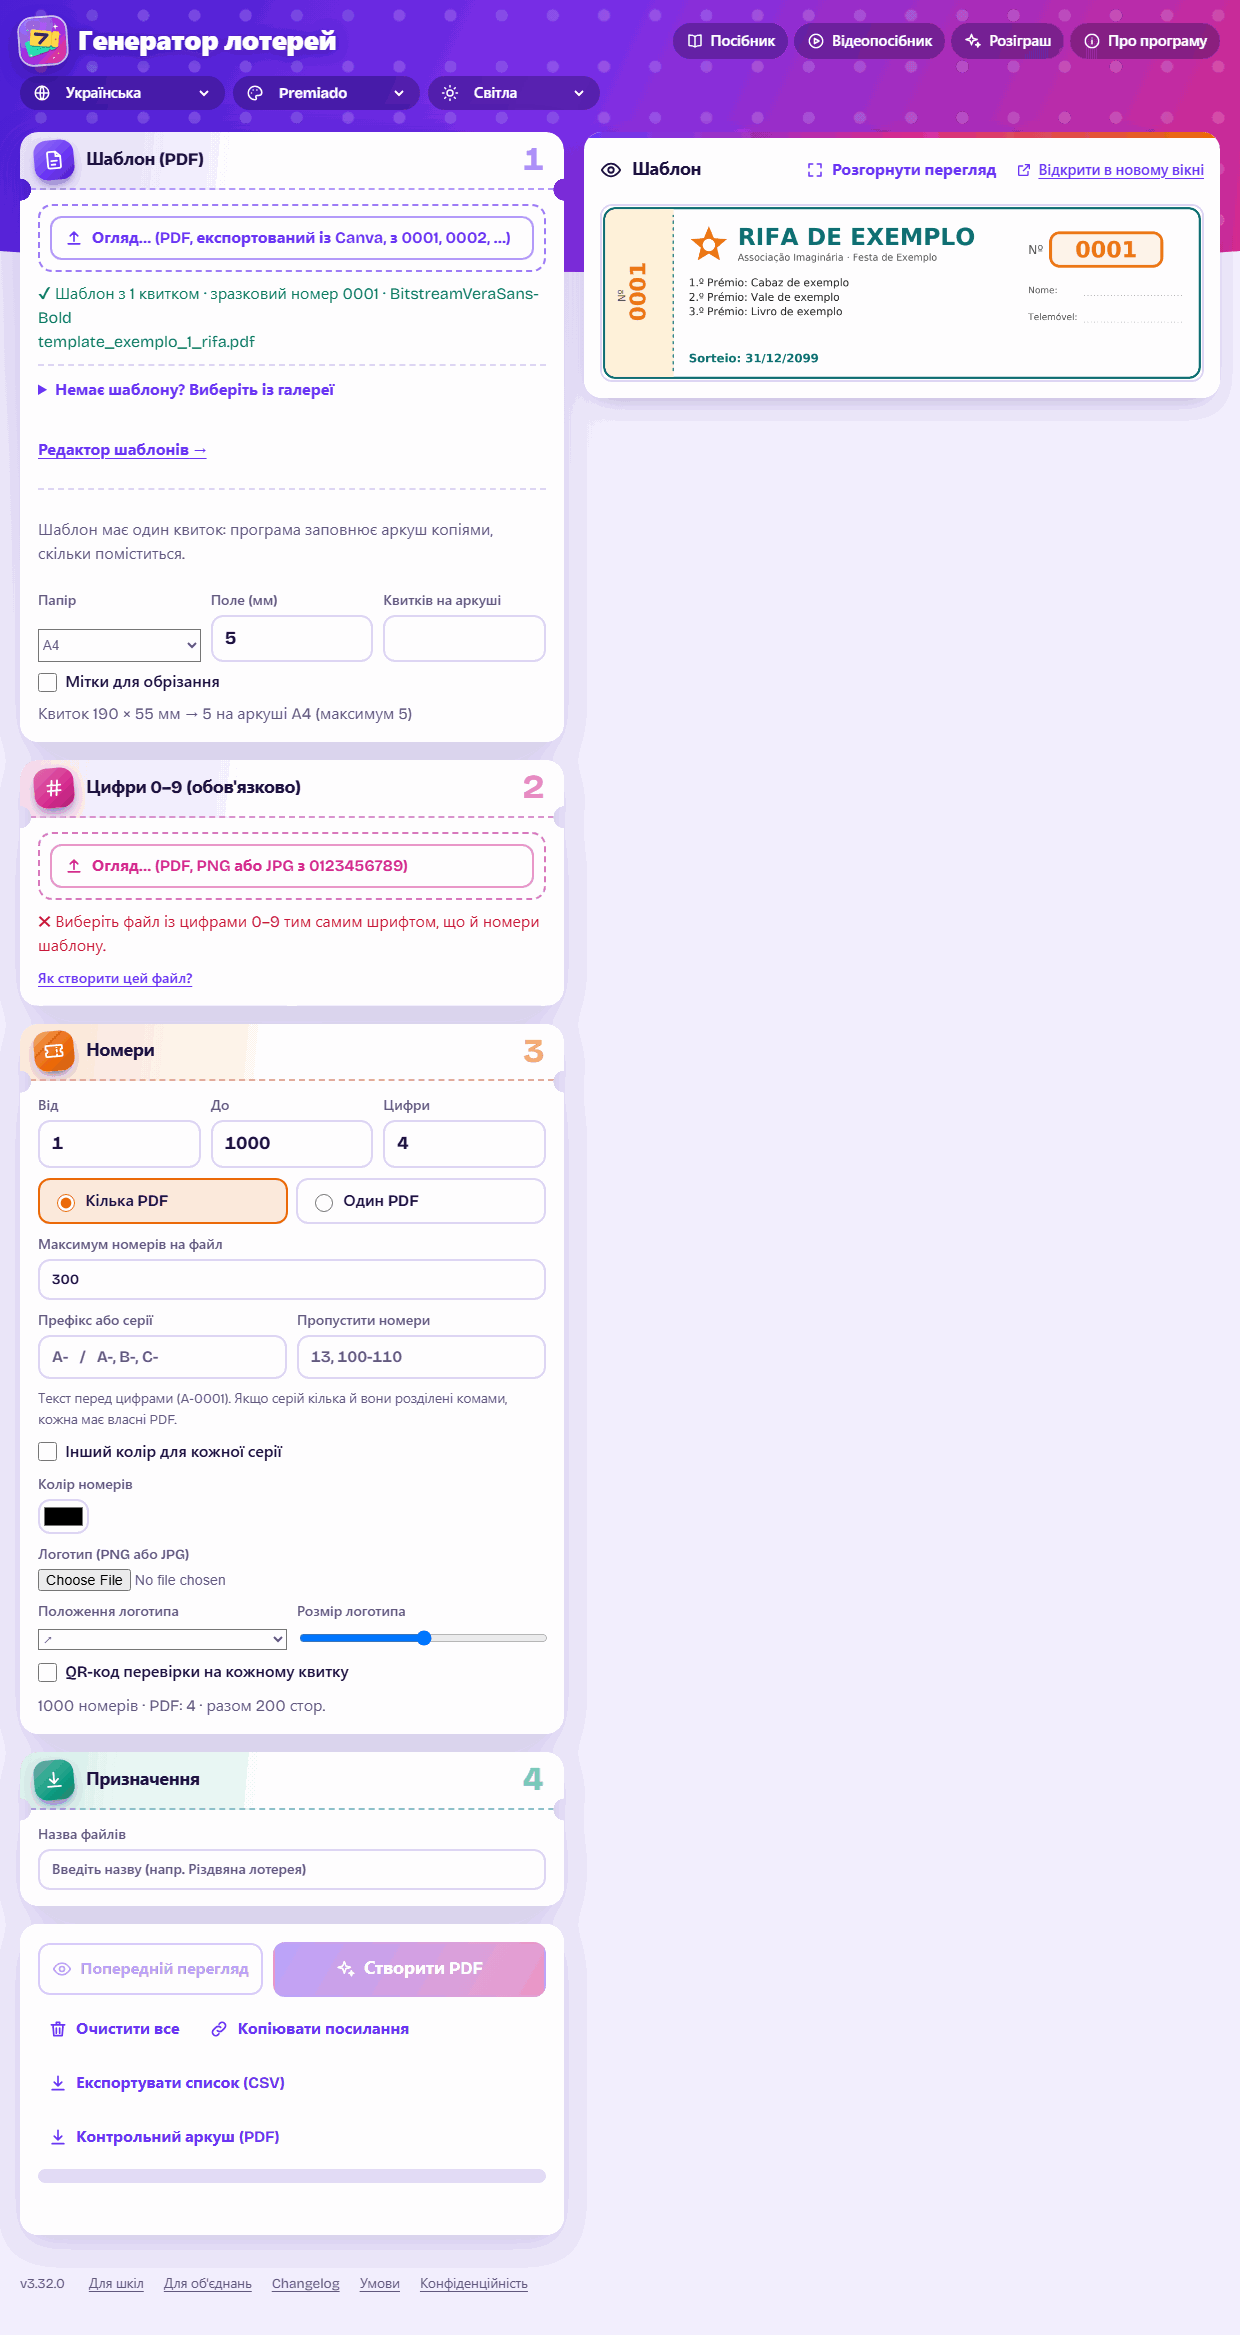 Генератор лотерей
Посібник
Відеопосібник
Розіграш
Про програму
Українська
Premiado
Світла
Шаблон (PDF)
1
Огляд... (PDF, експортований із Canva, з 0001, 0002, ...)
✓ Шаблон з 1 квитком · зразковий номер 0001 · BitstreamVeraSans-
Bold
template_exemplo_1_rifa.pdf
Немає шаблону? Виберіть із галереї
Редактор шаблонів →
Шаблон має один квиток: програма заповнює аркуш копіями,
скільки поміститься.
Папір
Поле (мм)
Квитків на аркуші
A4
5
Мітки для обрізання
Квиток 190 × 55 мм → 5 на аркуші A4 (максимум 5)
Цифри 0–9 (обов'язково)
2
Огляд... (PDF, PNG або JPG з 0123456789)
✕ Виберіть файл із цифрами 0–9 тим самим шрифтом, що й номери
шаблону.
Як створити цей файл?
Номери
3
Від
До
Цифри
1
1000
4
Кілька PDF
Один PDF
Максимум номерів на файл
300
Префікс або серії
Пропустити номери
A- / A-, B-, C-
13, 100-110
Текст перед цифрами (A-0001). Якщо серій кілька й вони розділені комами,
кожна має власні PDF.
Інший колір для кожної серії
Колір номерів
Логотип (PNG або JPG)
Choose File No file chosen
Положення логотипа
Розмір логотипа
↗
QR-код перевірки на кожному квитку
1000 номерів · PDF: 4 · разом 200 стор.
Призначення
4
Назва файлів
Введіть назву (напр. Різдвяна лотерея)
Попередній перегляд
Створити PDF
Очистити все
Копіювати посилання
Експортувати список (CSV)
Контрольний аркуш (PDF)
v3.32.0
Для шкіл
Для об'єднань
Changelog
Умови
Конфіденційність
Шаблон
Розгорнути перегляд
Відкрити в новому вікні
Nº
0001
RIFA DE EXEMPLO
Associação Imaginária · Festa de Exemplo
1.º Prémio: Cabaz de exemplo
2.º Prémio: Vale de exemplo
3.º Prémio: Livro de exemplo
Sorteio: 31/12/2099
Nº
0001
Nome:
Telemóvel: